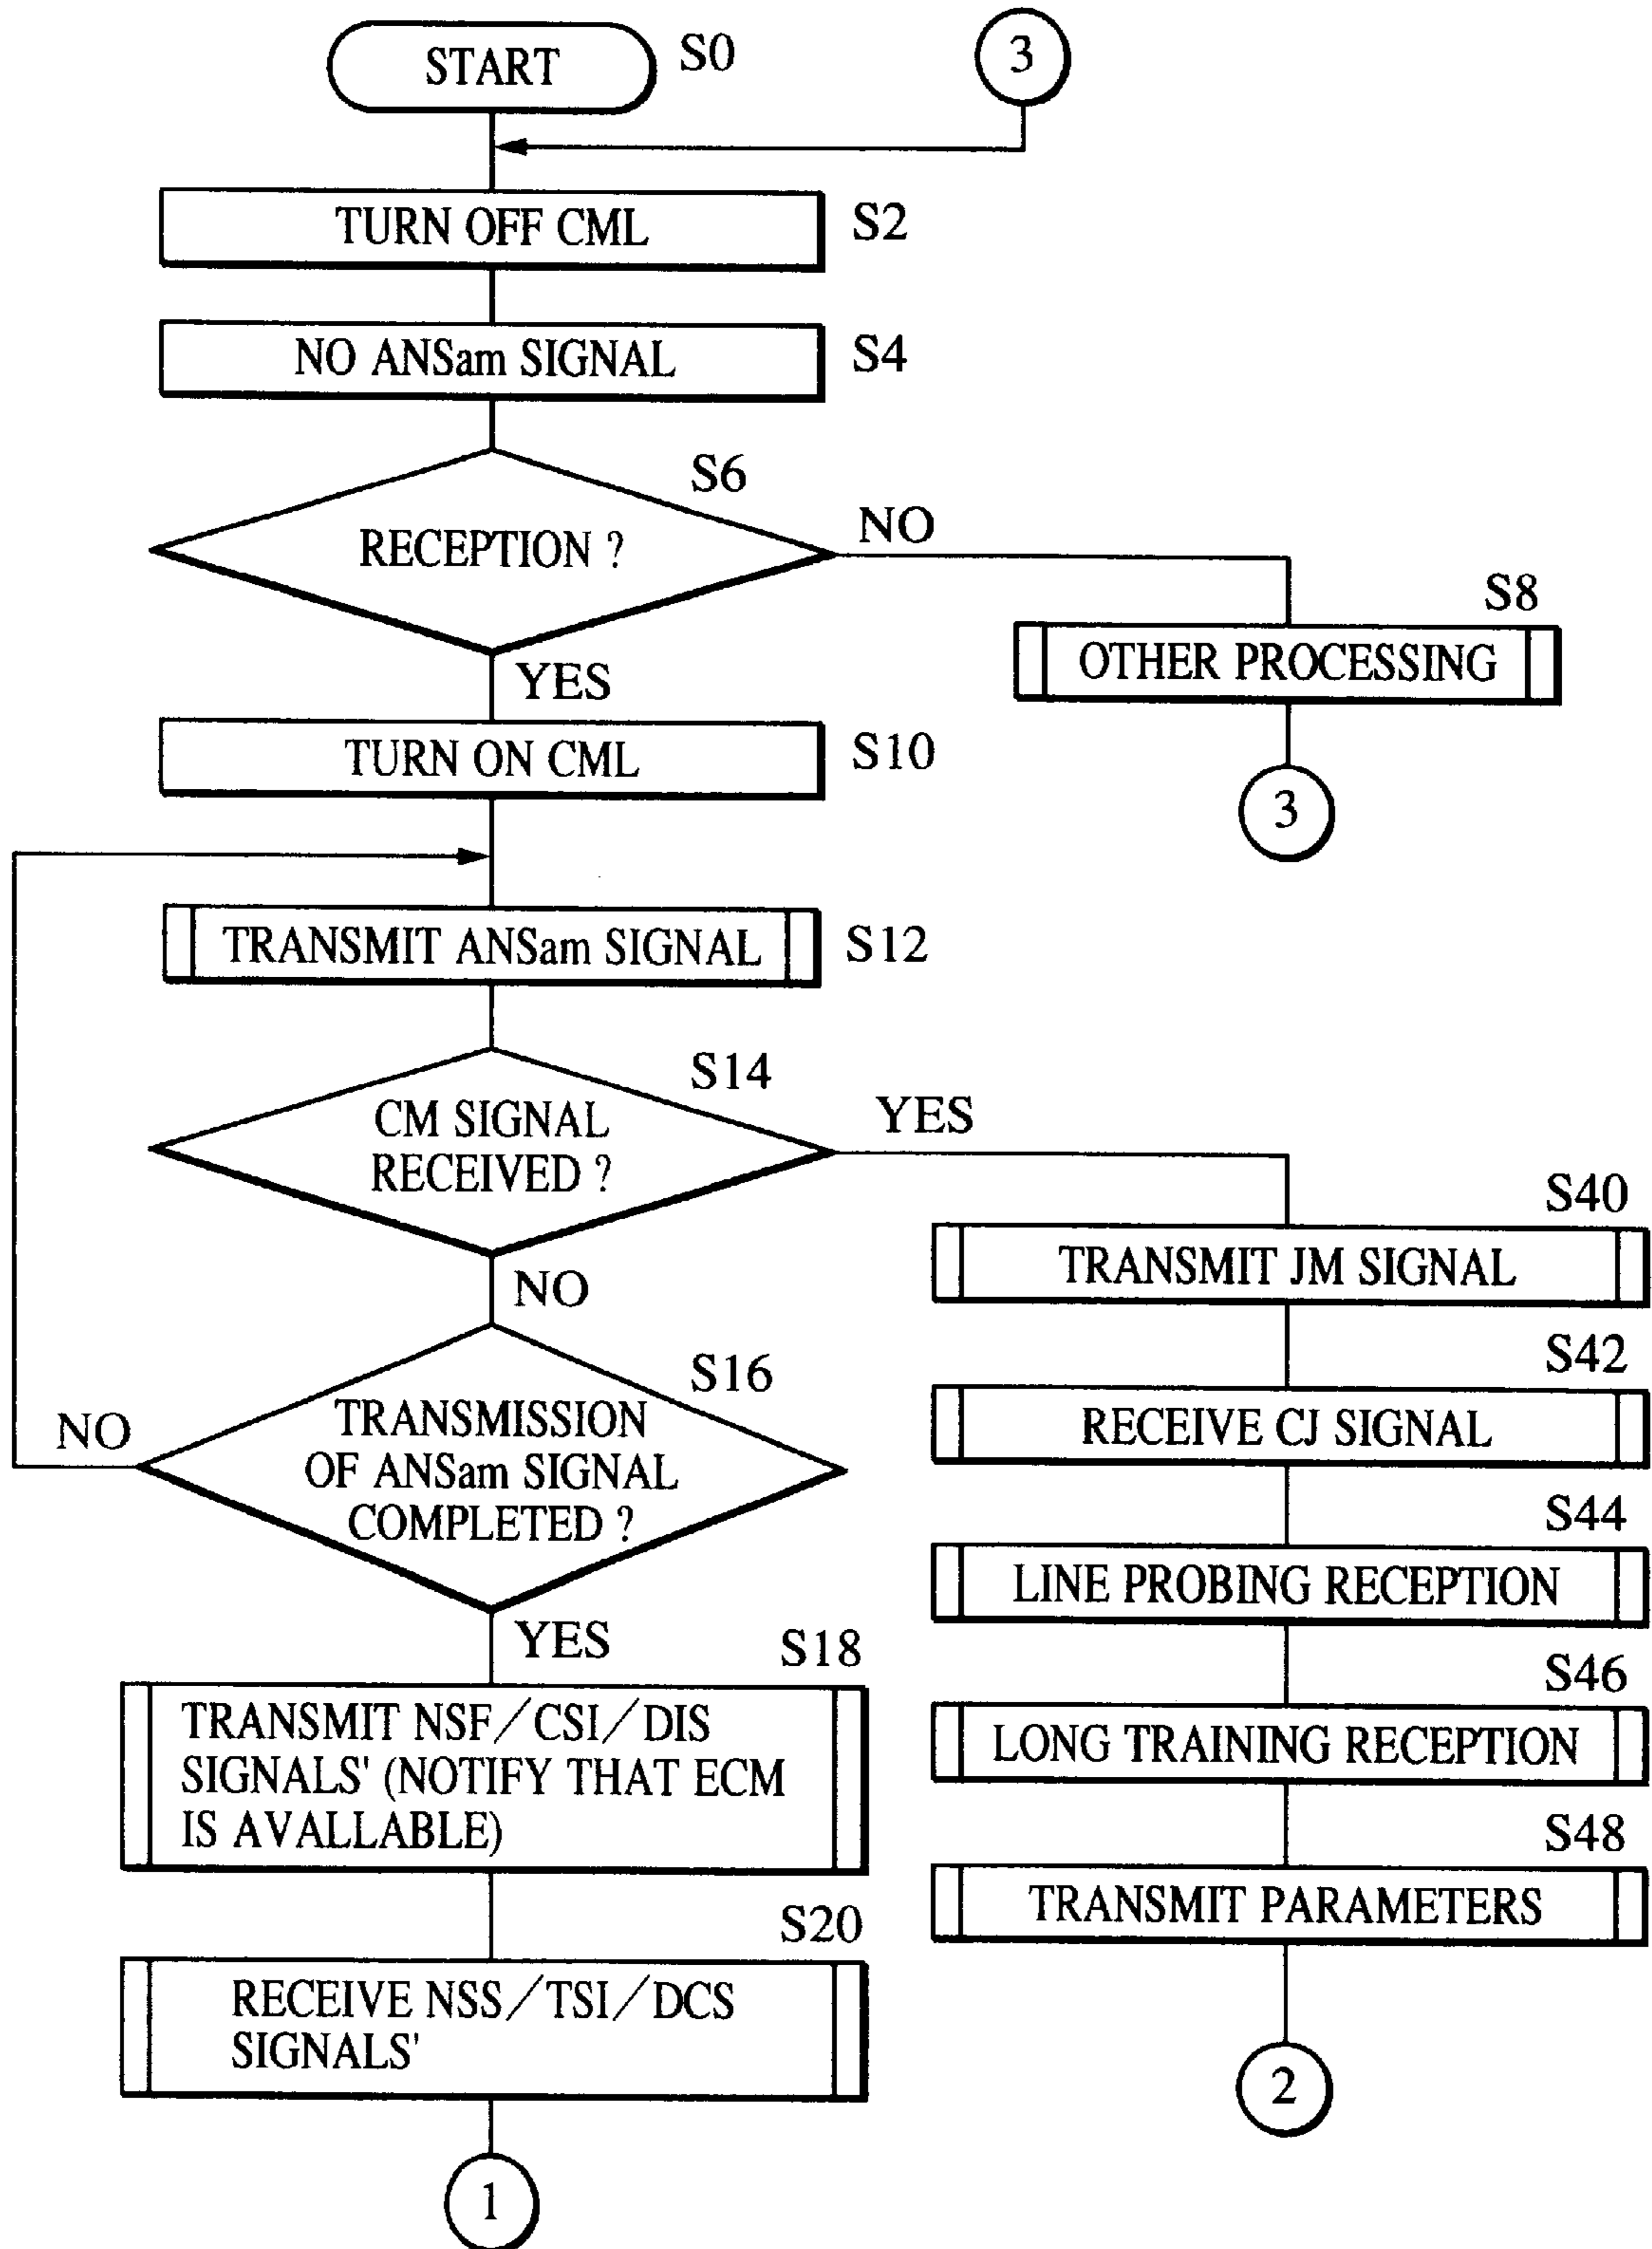 START
S0
3
TURN OFF CML
S2
NO ANSam SIGNAL
S4
S6
RECEPTION ?
NO
YES
S8
OTHER PROCESSING
3
TURN ON CML
S10
TRANSMIT ANSam SIGNAL
S12
S14
CM SIGNAL
RECEIVED ?
YES
NO
S16
TRANSMISSION
OF ANSam SIGNAL
COMPLETED ?
NO
YES
S18
TRANSMIT NSF/CSI/DIS
SIGNALS' (NOTIFY THAT ECM
IS AVALLABLE)
S20
RECEIVE NSS/TSI/DCS
SIGNALS'
1
S40
TRANSMIT JM SIGNAL
S42
RECEIVE CJ SIGNAL
S44
LINE PROBING RECEPTION
S46
LONG TRAINING RECEPTION
S48
TRANSMIT PARAMETERS
2